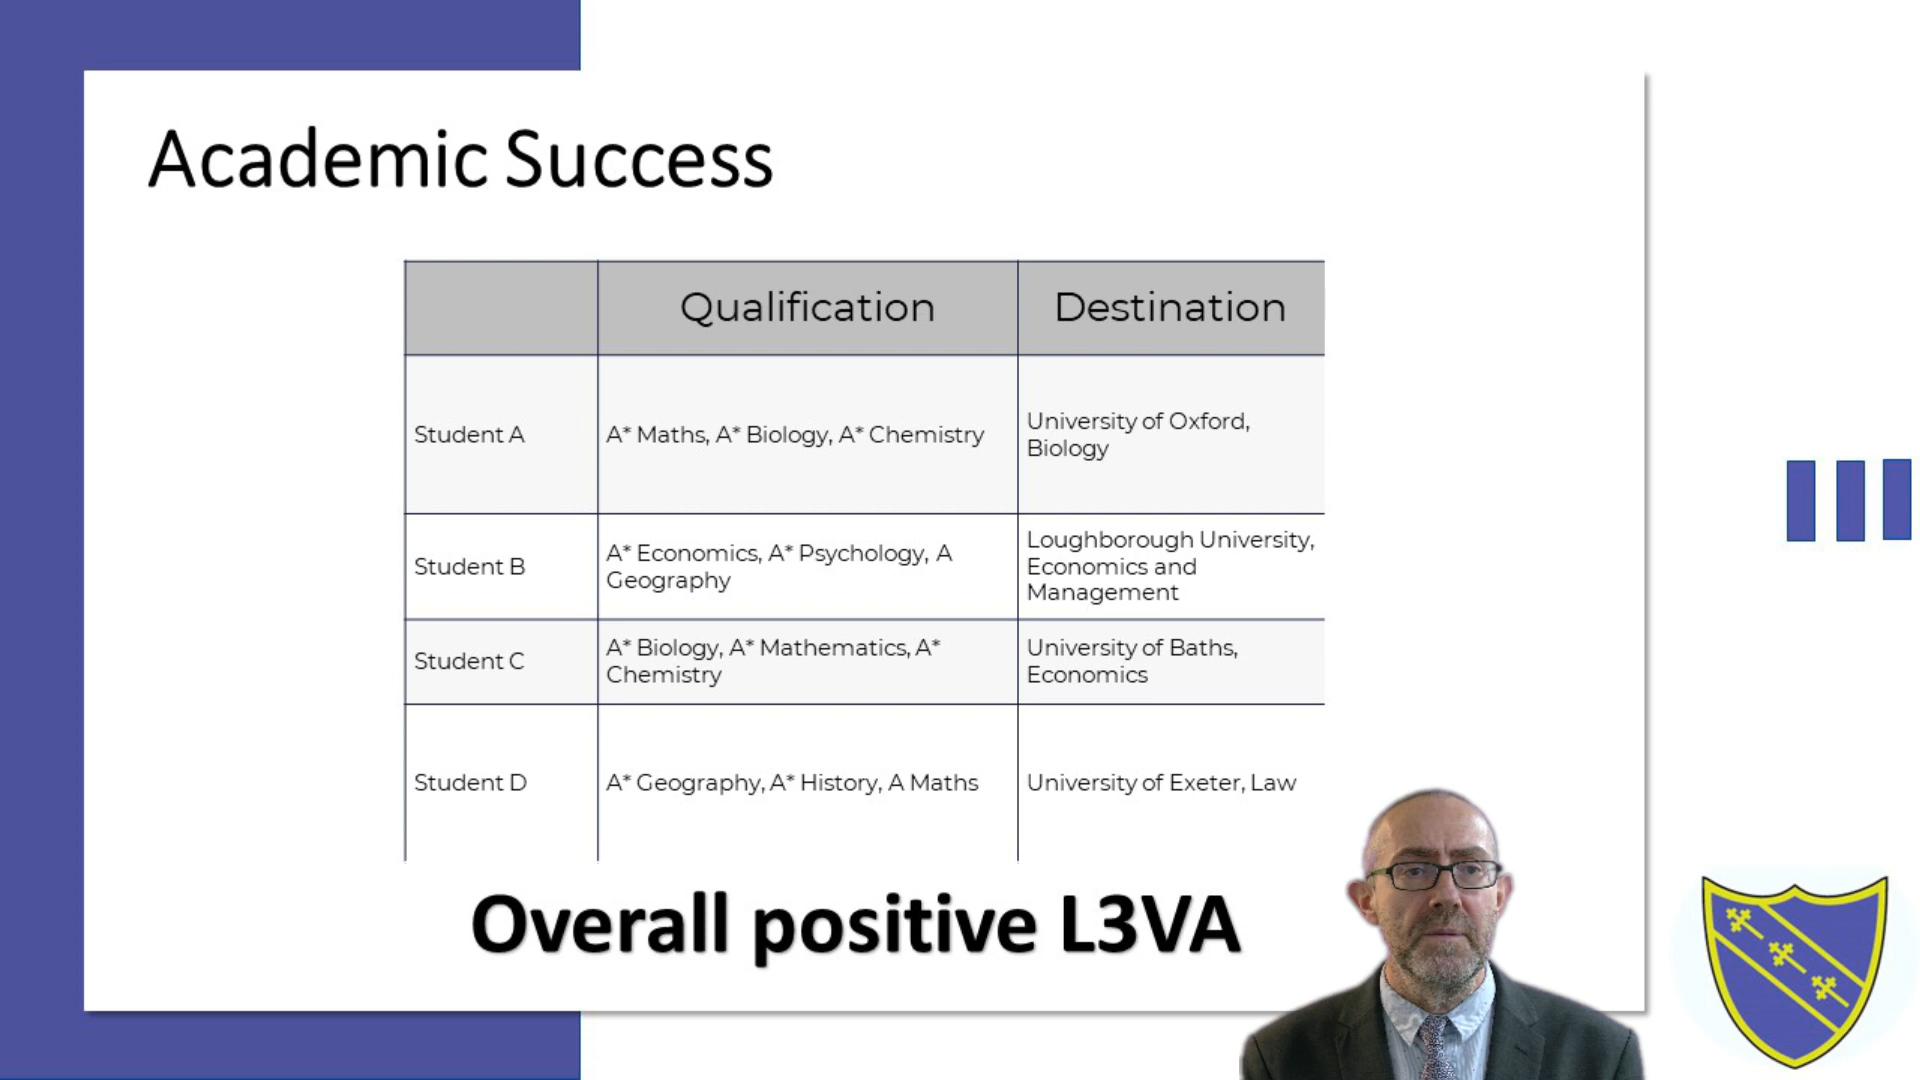 Academic Success
Qualification
Destination
Student A
A* Maths, A* Biology, A* Chemistry
University of Oxford,
Biology
Student B
A* Economics, A* Psychology, A
Geography
Loughborough University,
Economics and
Management
Student C
A* Biology, A* Mathematics, A*
Chemistry
University of Baths,
Economics
Student D
A* Geography, A* History, A Maths
University of Exeter, Law
Overall positive L3VA